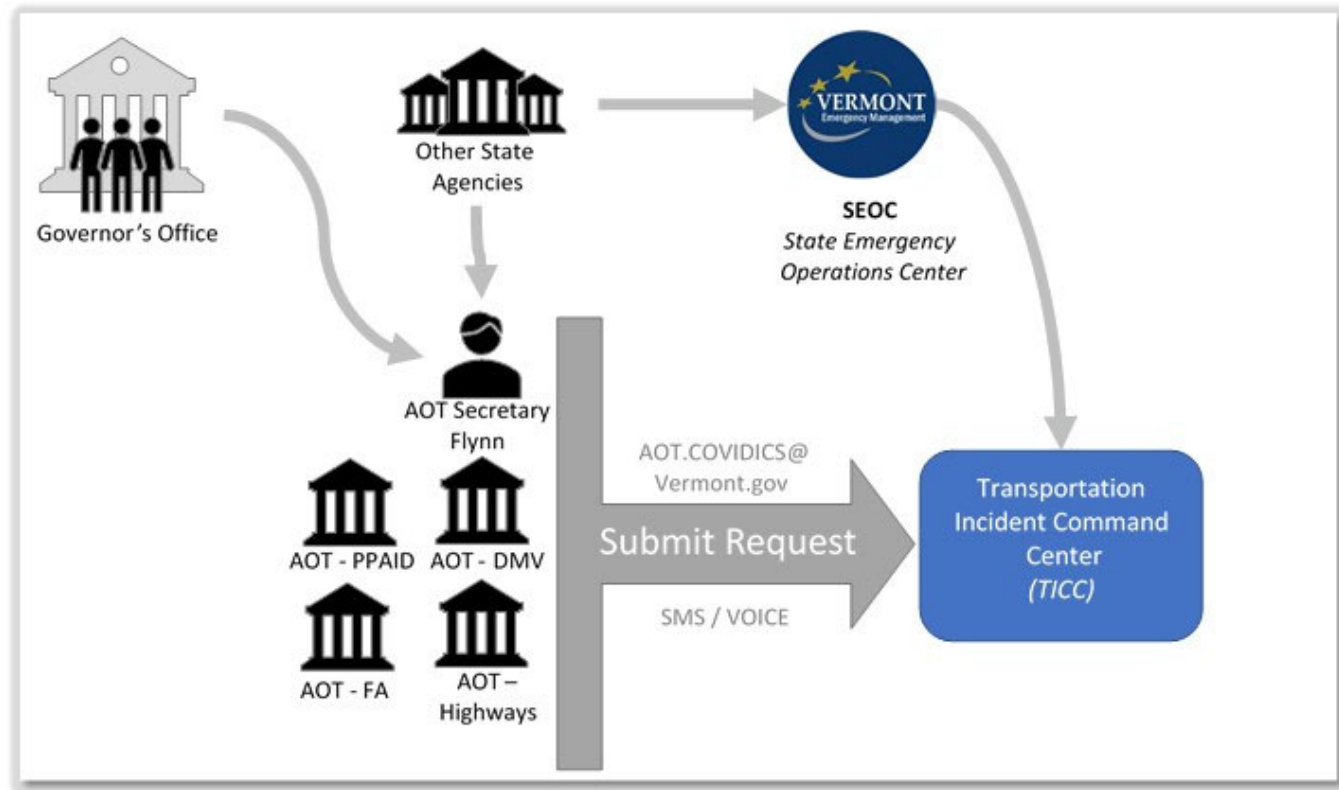 Governor's Office
Other State
Agencies
VERMONT
Emergency Management
SEOC
State Emergency
Operations Center
AOT Secretary
Flynn
AOT - PPAID
AOT - DMV
AOT - FA
AOT –
Highways
AOT.COVIDICS@
Vermont.gov
Submit Request
SMS / VOICE
Transportation
Incident Command
Center
(TICC)